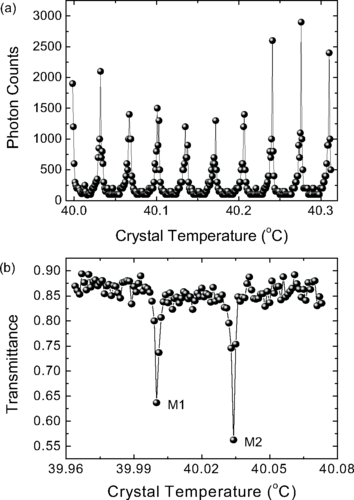 (a)
3000
2500
2000
1500
1000
500
0
Photon Counts
40.0 40.1 40.2 40.3
Crystal Temperature (°C)
(b)
0.90
0.85
0.80
0.75
0.70
0.65
0.60
0.55
Transmittance
M1
M2
39.96 39.99 40.02 40.05 40.08
Crystal Temperature (°C)